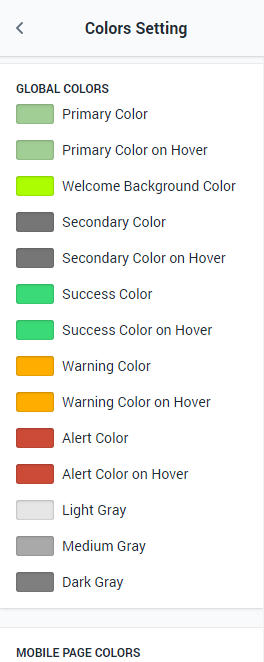 Colors Setting
GLOBAL COLORS
Primary Color
Primary Color on Hover
Welcome Background Color
Secondary Color
Secondary Color on Hover
Success Color
Success Color on Hover
Warning Color
Warning Color on Hover
Alert Color
Alert Color on Hover
Light Gray
Medium Gray
Dark Gray
MOBILE PAGE COLORS